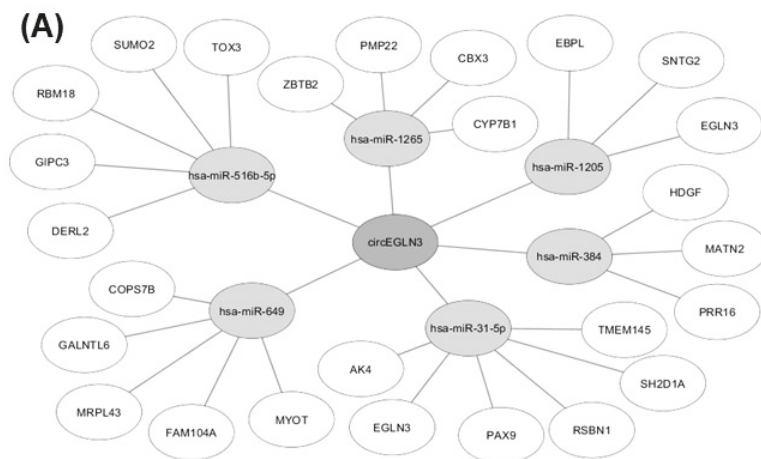 (A)
SUMO2
TOX3
PMP22
CBX3
EBPL
SNTG2
ZBTB2
RBM18
hsa-miR-1265
CYP7B1
EGLN3
GIPC3
hsa-miR-516b-5p
hsa-miR-1205
HDGF
DERL2
circEGLN3
MATN2
hsa-miR-384
COPS7B
PRR16
hsa-miR-649
hsa-miR-31-5p
TMEM145
GALNTL6
AK4
SH2D1A
MRPL43
FAM104A
MYOT
EGLN3
PAX9
RSBN1